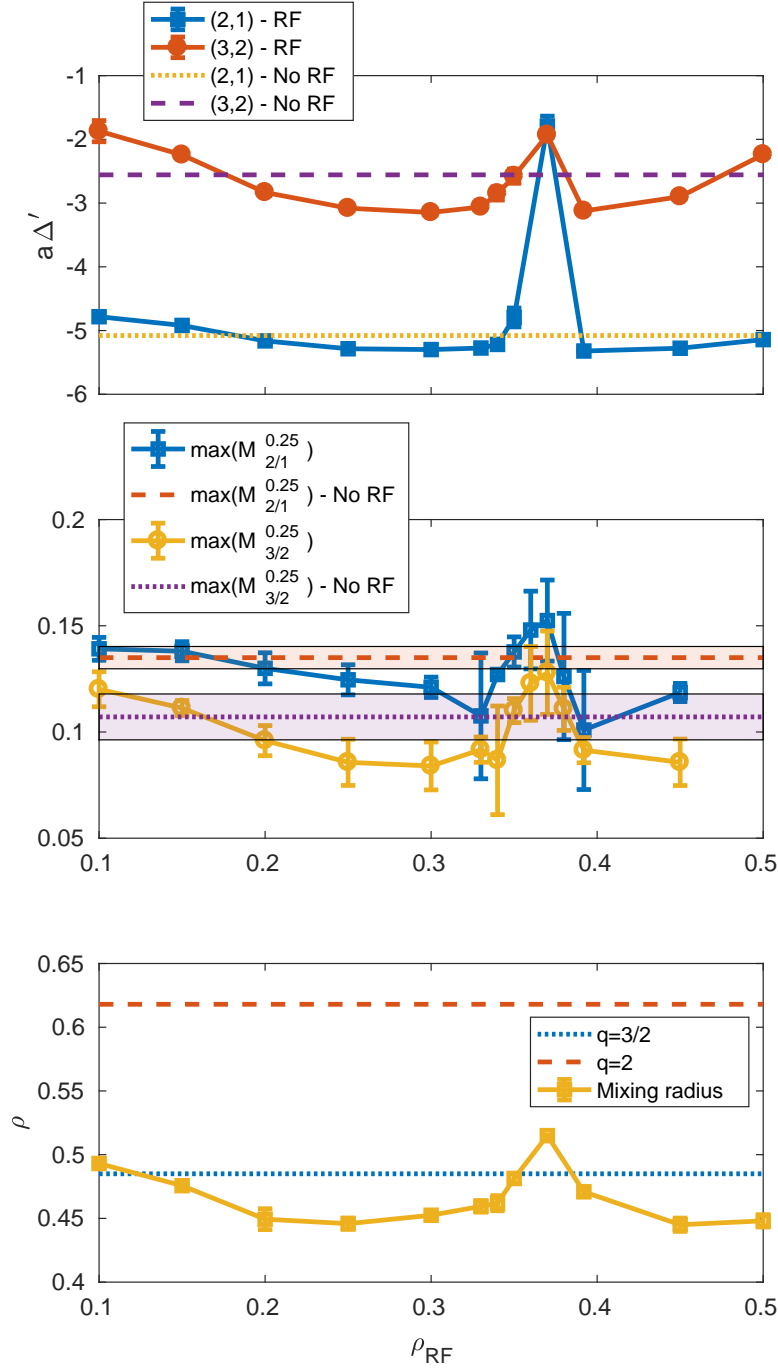 (2,1) - RF
(3,2) - RF
(2,1) - No RF
(3,2) - No RF
-1
-2
-3
-4
-5
-6
a Δ′
max(M 0.25 2/1 )
max(M 0.25 2/1 ) - No RF
max(M 0.25 3/2 )
max(M 0.25 3/2 ) - No RF
0.2
0.15
0.1
0.05
0.1 0.2 0.3 0.4 0.5
0.65
0.6
0.55
0.5
0.45
0.4
ρ
q=3/2
q=2
Mixing radius
0.1 0.2 0.3 0.4 0.5
ρRF